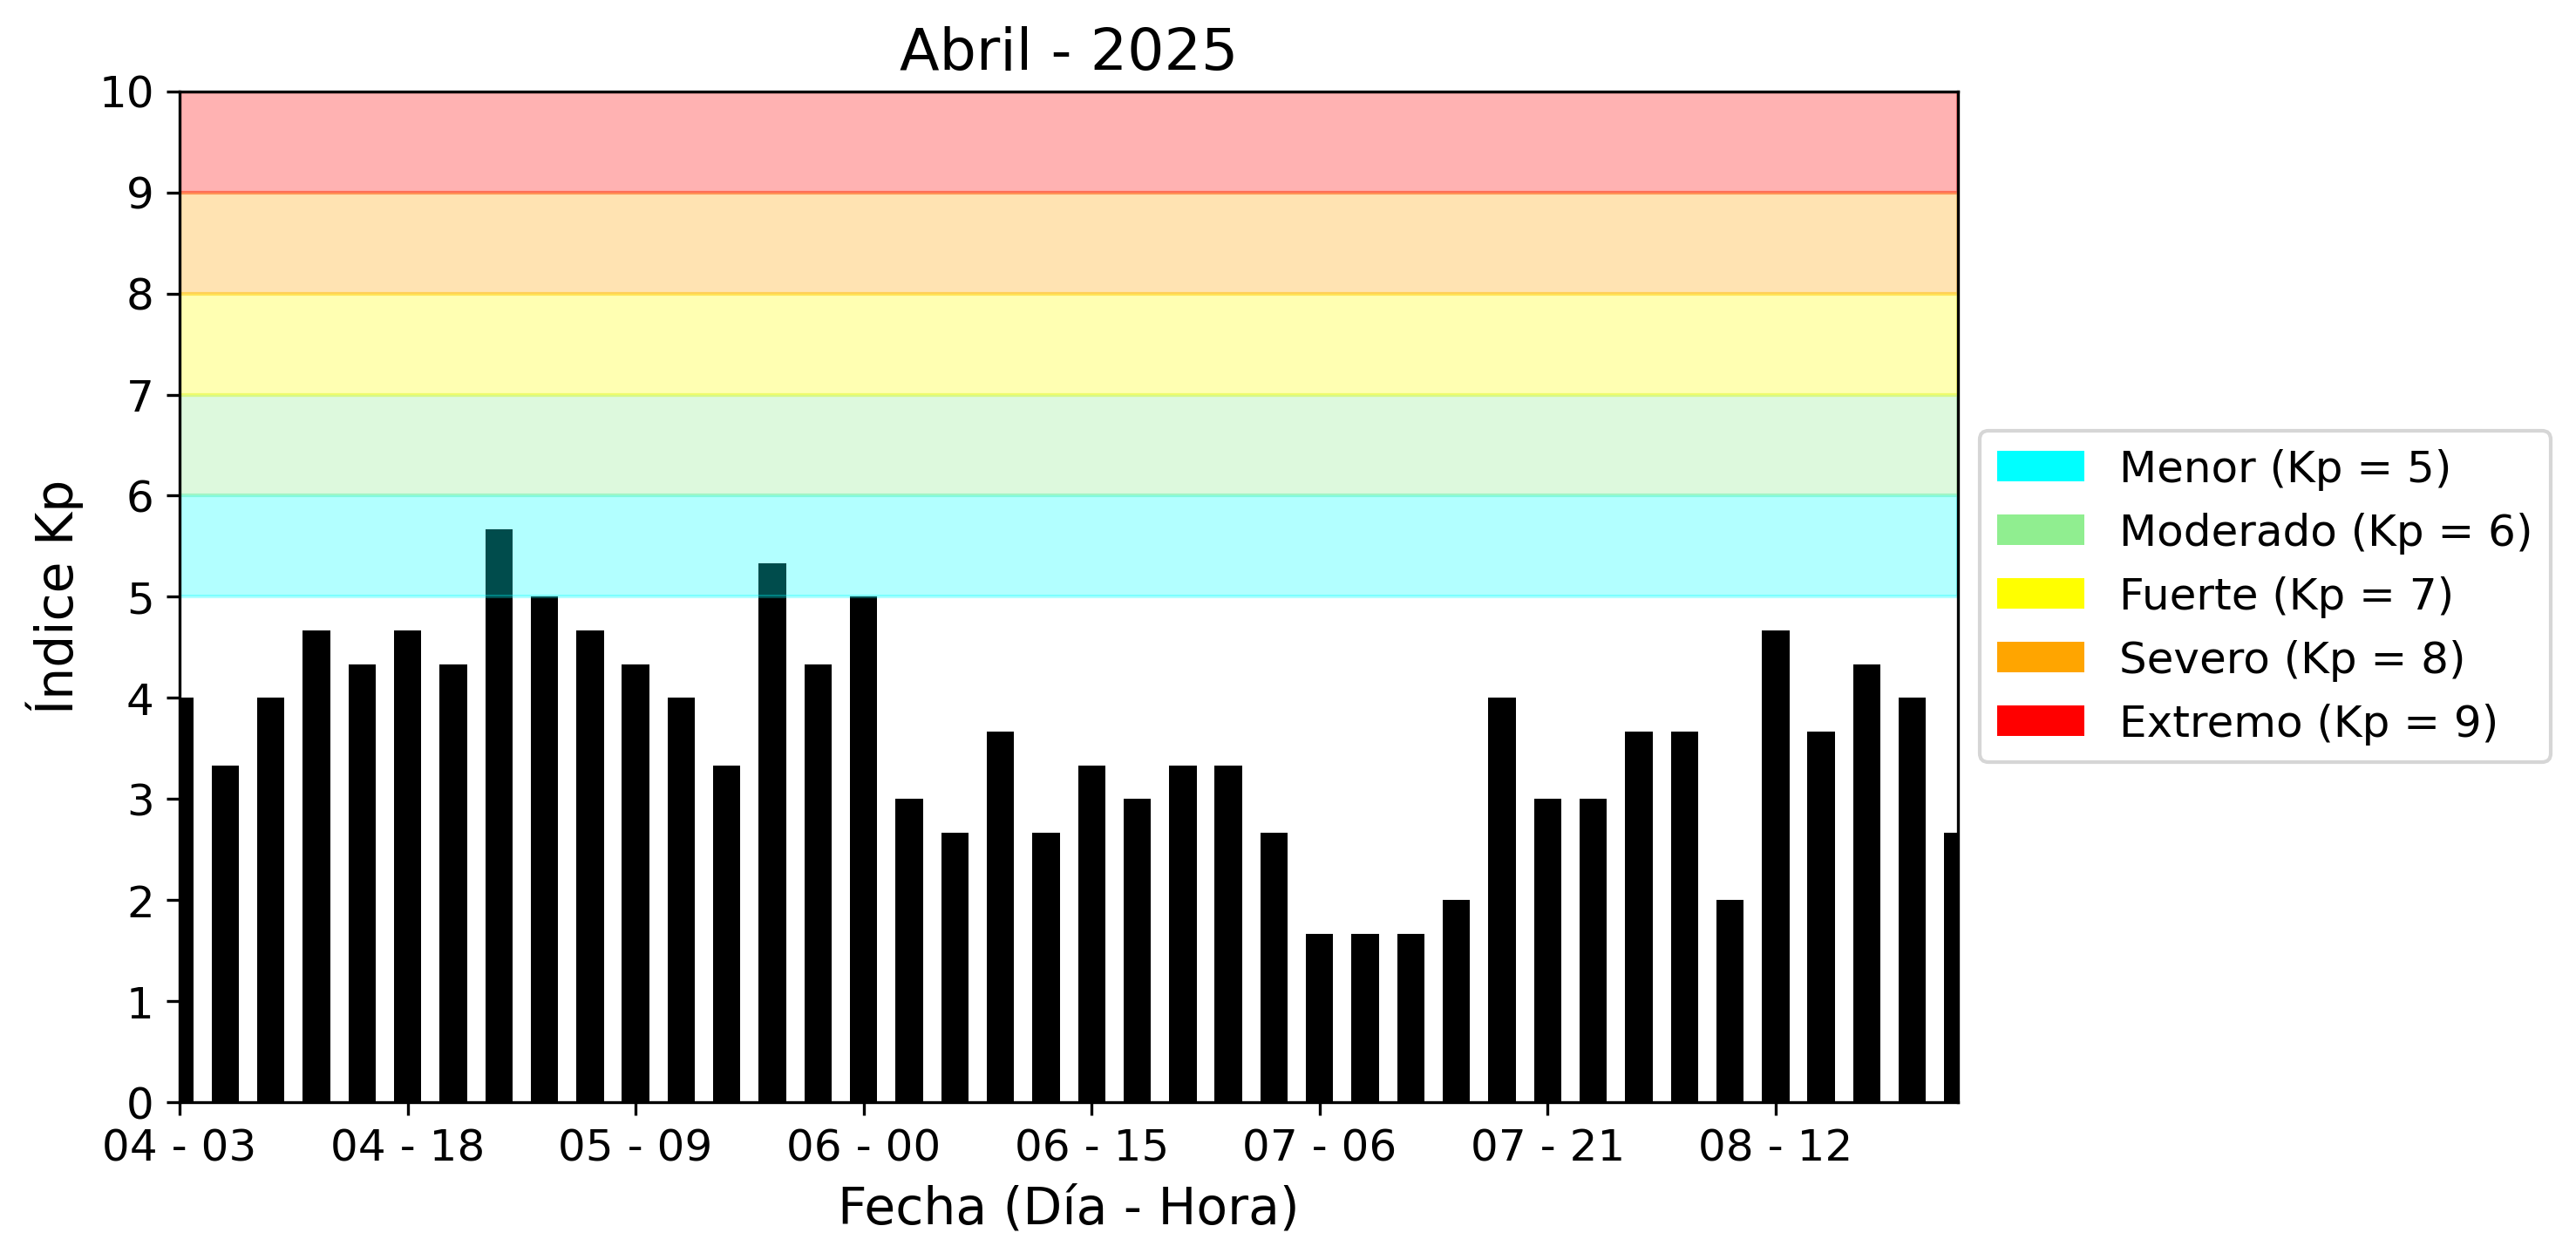 Abril - 2025
10
9
8
7
6
5
4
3
2
1
0
Índice Kp
04 - 03
04 - 18
05 - 09
06 - 00
06 - 15
07 - 06
07 - 21
08 - 12
Fecha (Día - Hora)
Menor (Kp = 5)
Moderado (Kp = 6)
Fuerte (Kp = 7)
Severo (Kp = 8)
Extremo (Kp = 9)